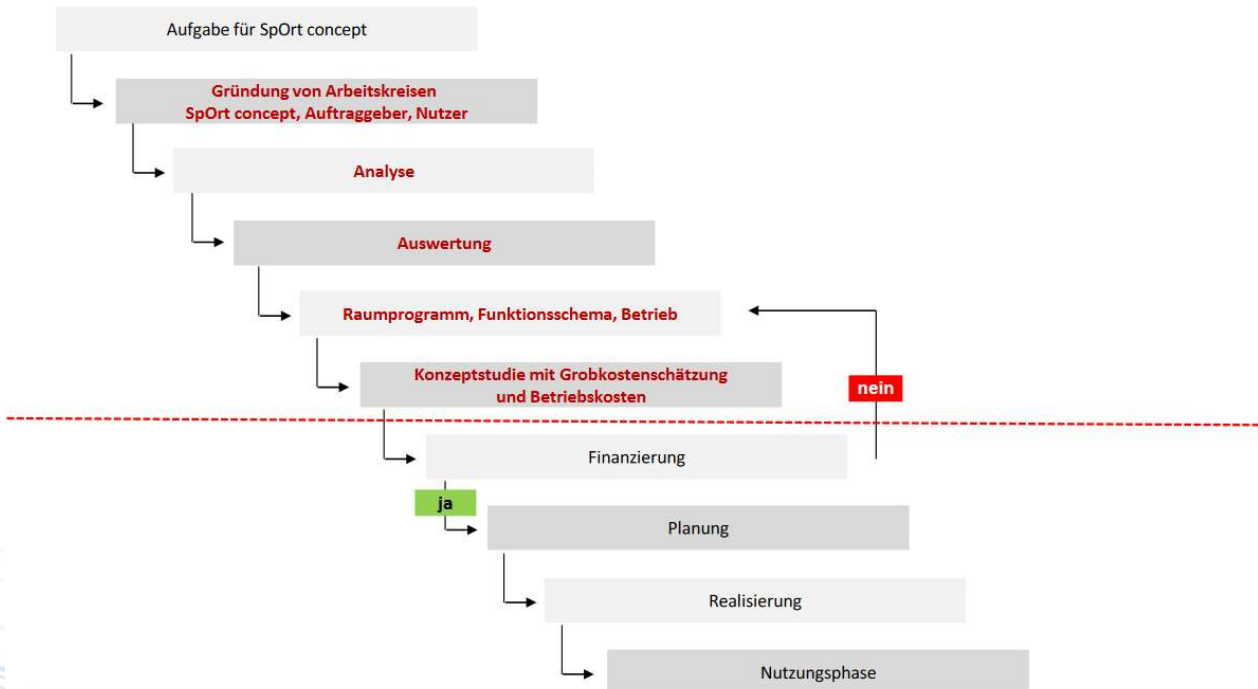 Aufgabe für SpOrt concept
Gründung von Arbeitskreisen
SpOrt concept, Auftraggeber, Nutzer
Analyse
Auswertung
Raumprogramm, Funktionsschema, Betrieb
Konzeptstudie mit Grobkostenschätzung
und Betriebskosten
nein
Finanzierung
ja
Planung
Realisierung
Nutzungsphase